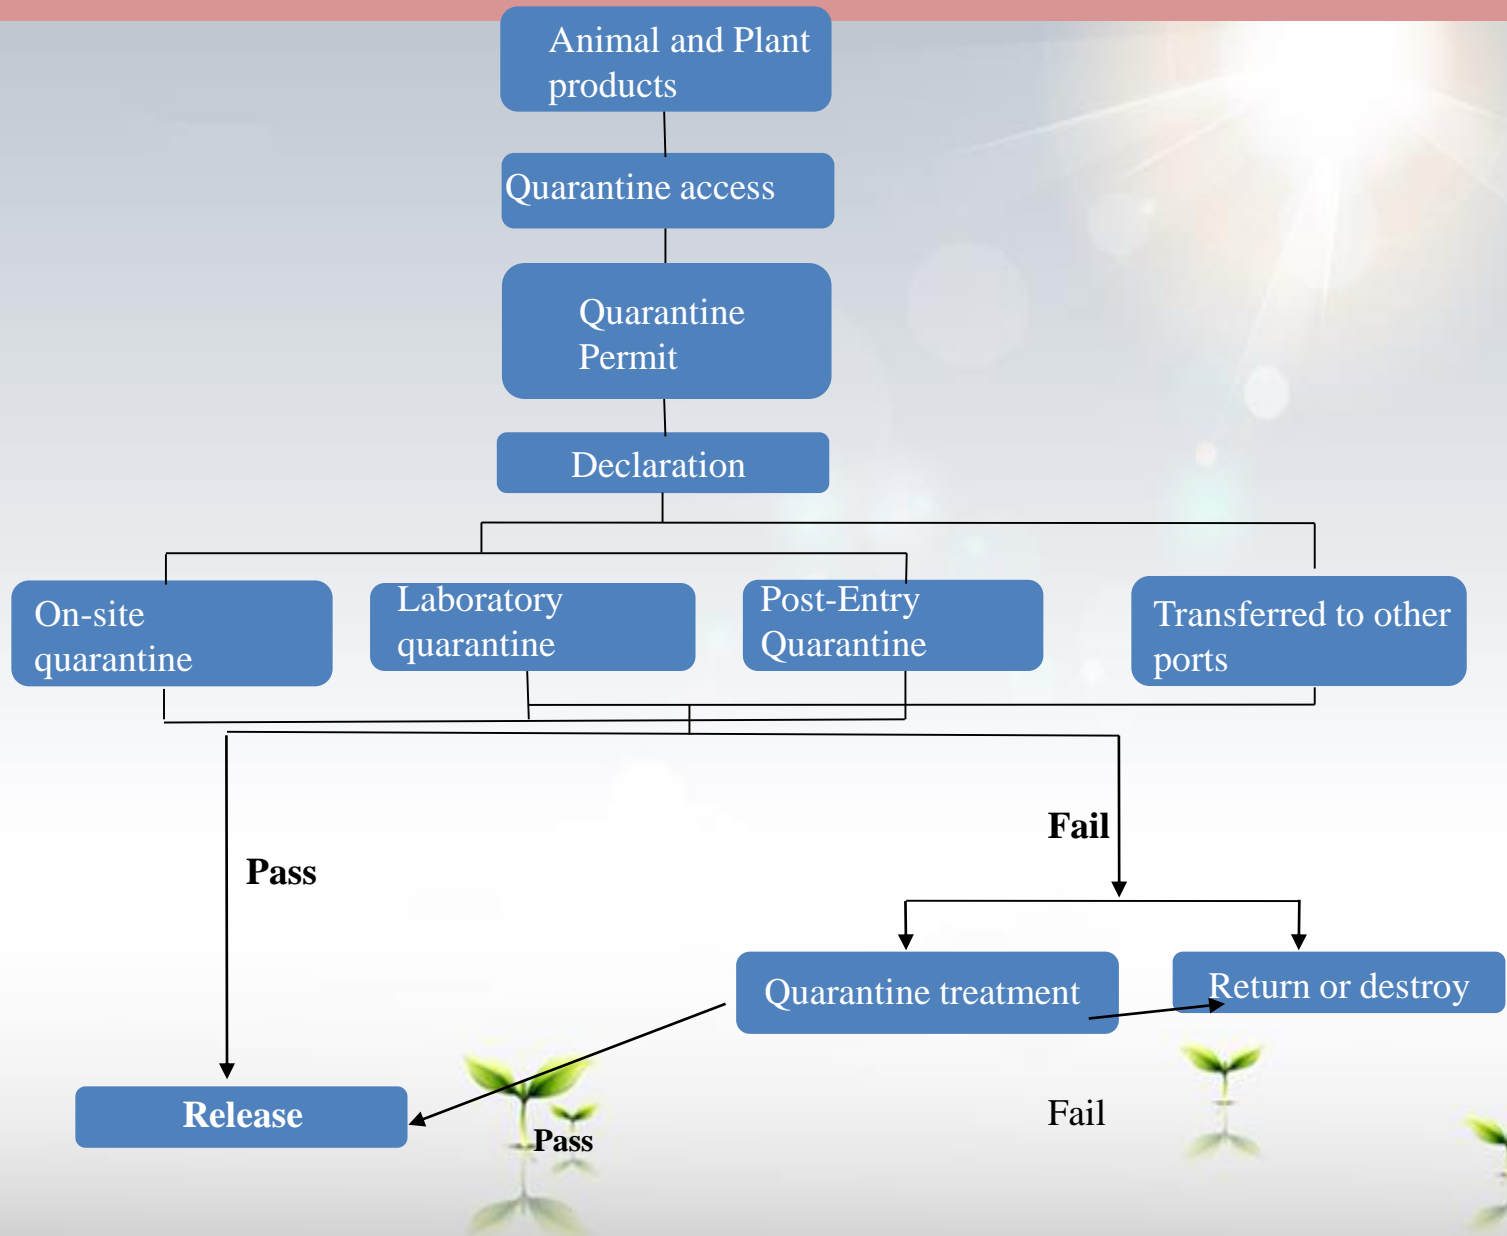 Animal and Plant
products
Quarantine access
Quarantine
Permit
Declaration
On-site
quarantine
Laboratory
quarantine
Post-Entry
Quarantine
Transferred to other
ports
Pass
Fail
Quarantine treatment
Return or destroy
Release
Pass
Fail